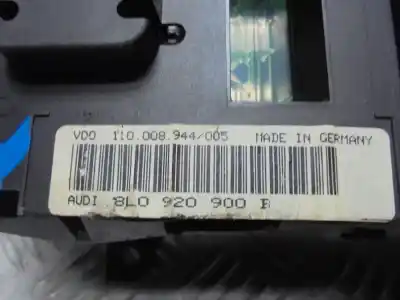 VDO 110.008.944/005 MADE IN GERMANY
AUDI 8L0 920 900 B